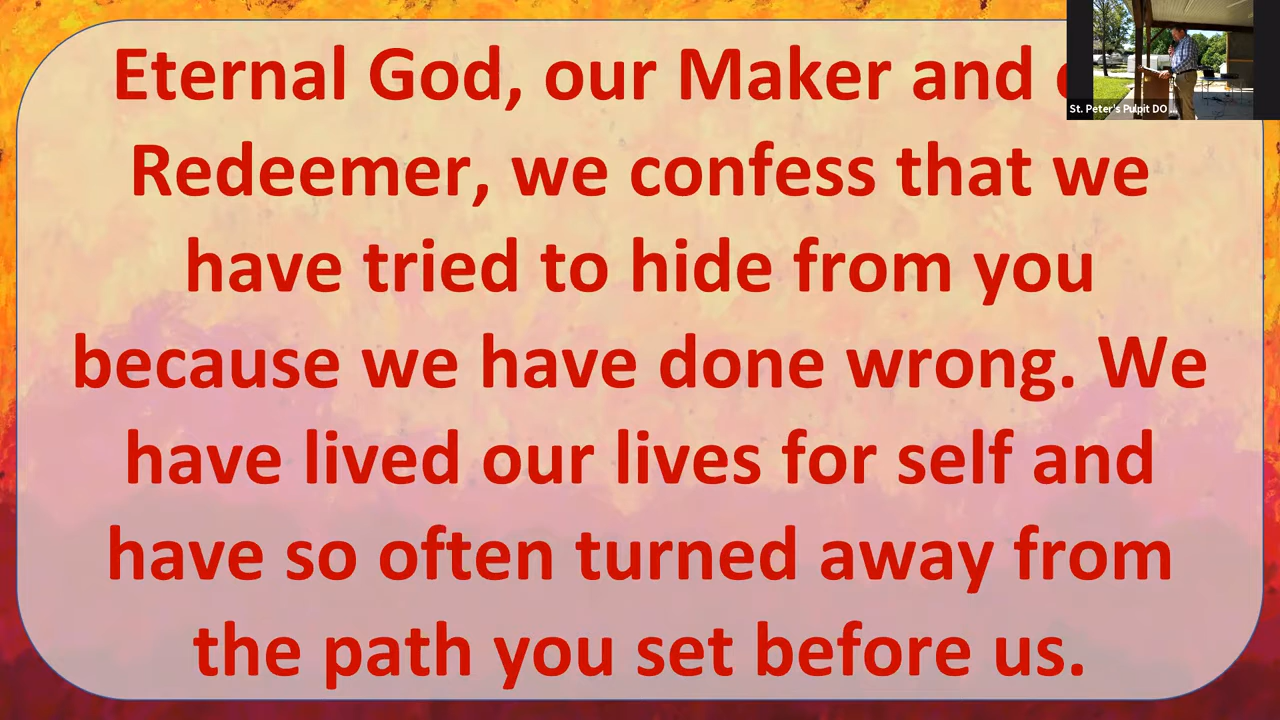 Eternal God, our Maker and
Redeemer, we confess that we
have tried to hide from you
because we have done wrong. We
have lived our lives for self and
have so often turned away from
the path you set before us.
St. Peter's Pulpit DO ...